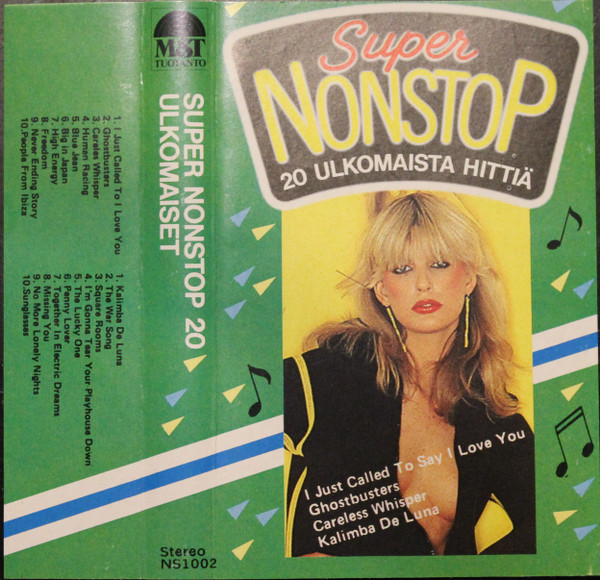 1. I Just Called To I Love You
2. Ghostbusters
3. Careles Whisper
4. Human Racing
5. Blue Jean
6. Big In Japan
7. High Energy
8. Freedom
9. Never Ending Story
10. People From Ibiza
1. Kalimba De Luna
2. The War Song
3. Square Rooms
4. I'm Gonna Tear Your Playhouse Down
5. The Lucky One
6. Penny Lover
7. Together In Electric Dreams
8. Missing You
9. No More Lonely Nights
10. Sunglasses
M&T
TUOTANTO
SUPER NONSTOP 20
ULKOMAISET
Stereo
NS1002
Super
NONSTOP
20 ULKOMAISTA HITTIÄ
I Just Called To Say I Love You
Ghostbusters
Careless Whisper
Kalimba De Luna